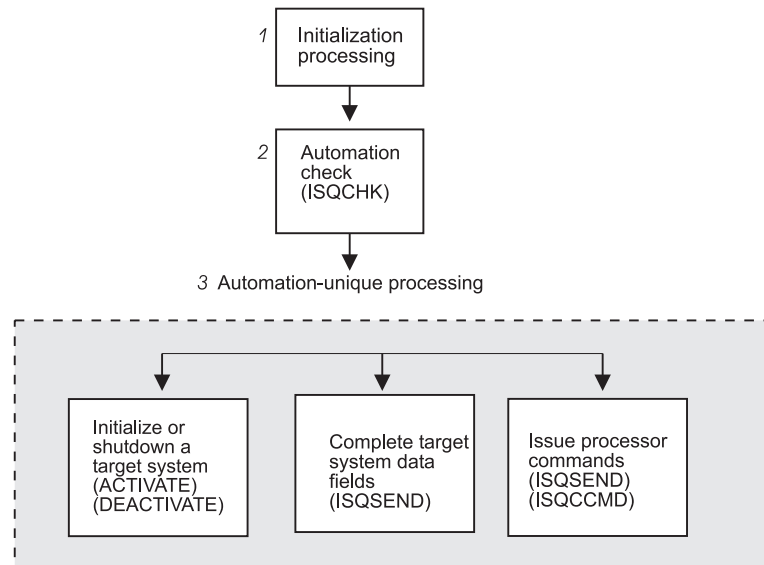 1 Initialization
processing
2 Automation
check
(ISQCHK)
3 Automation-unique processing
Initialize or
shutdown a
target system
(ACTIVATE)
(DEACTIVATE)
Complete target
system data
fields
(ISQSEND)
Issue processor
commands
(ISQSEND)
(ISQCCMD)